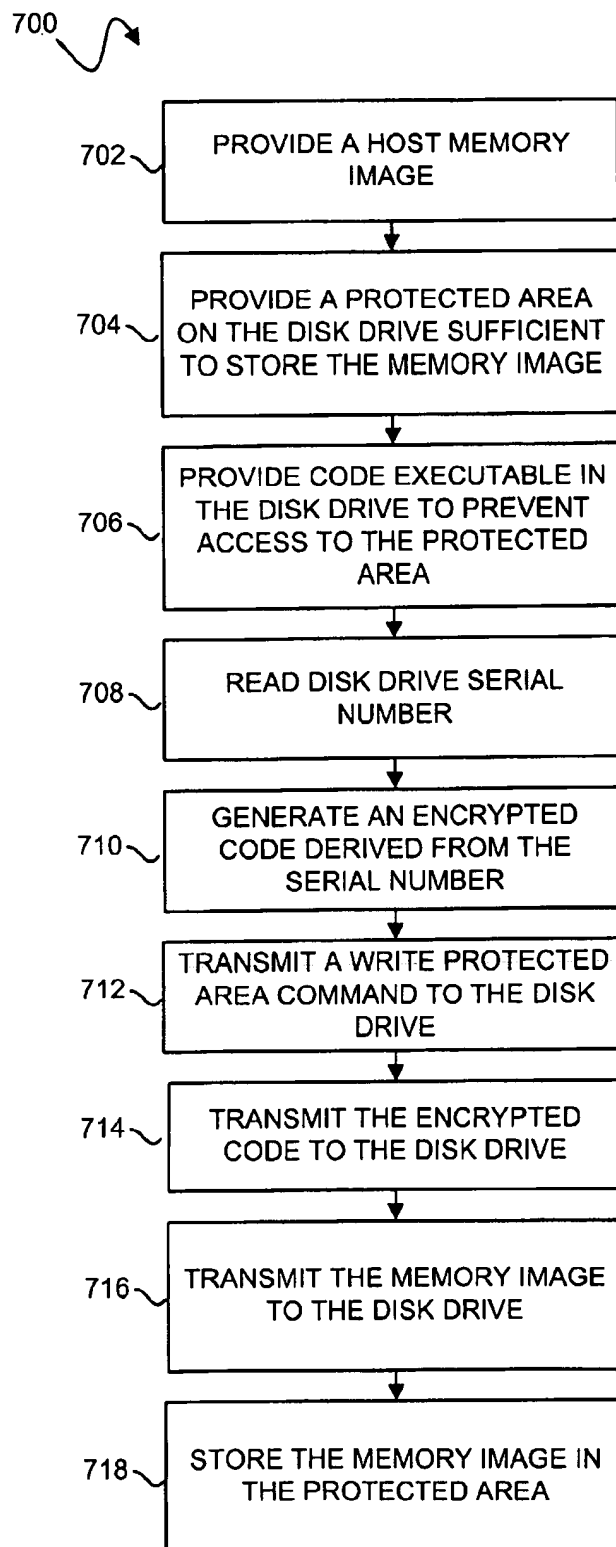 700
702
PROVIDE A HOST MEMORY
IMAGE
704
PROVIDE A PROTECTED AREA
ON THE DISK DRIVE SUFFICIENT
TO STORE THE MEMORY IMAGE
706
PROVIDE CODE EXECUTABLE IN
THE DISK DRIVE TO PREVENT
ACCESS TO THE PROTECTED
AREA
708
READ DISK DRIVE SERIAL
NUMBER
710
GENERATE AN ENCRYPTED
CODE DERIVED FROM THE
SERIAL NUMBER
712
TRANSMIT A WRITE PROTECTED
AREA COMMAND TO THE DISK
DRIVE
714
TRANSMIT THE ENCRYPTED
CODE TO THE DISK DRIVE
716
TRANSMIT THE MEMORY IMAGE
TO THE DISK DRIVE
718
STORE THE MEMORY IMAGE IN
THE PROTECTED AREA